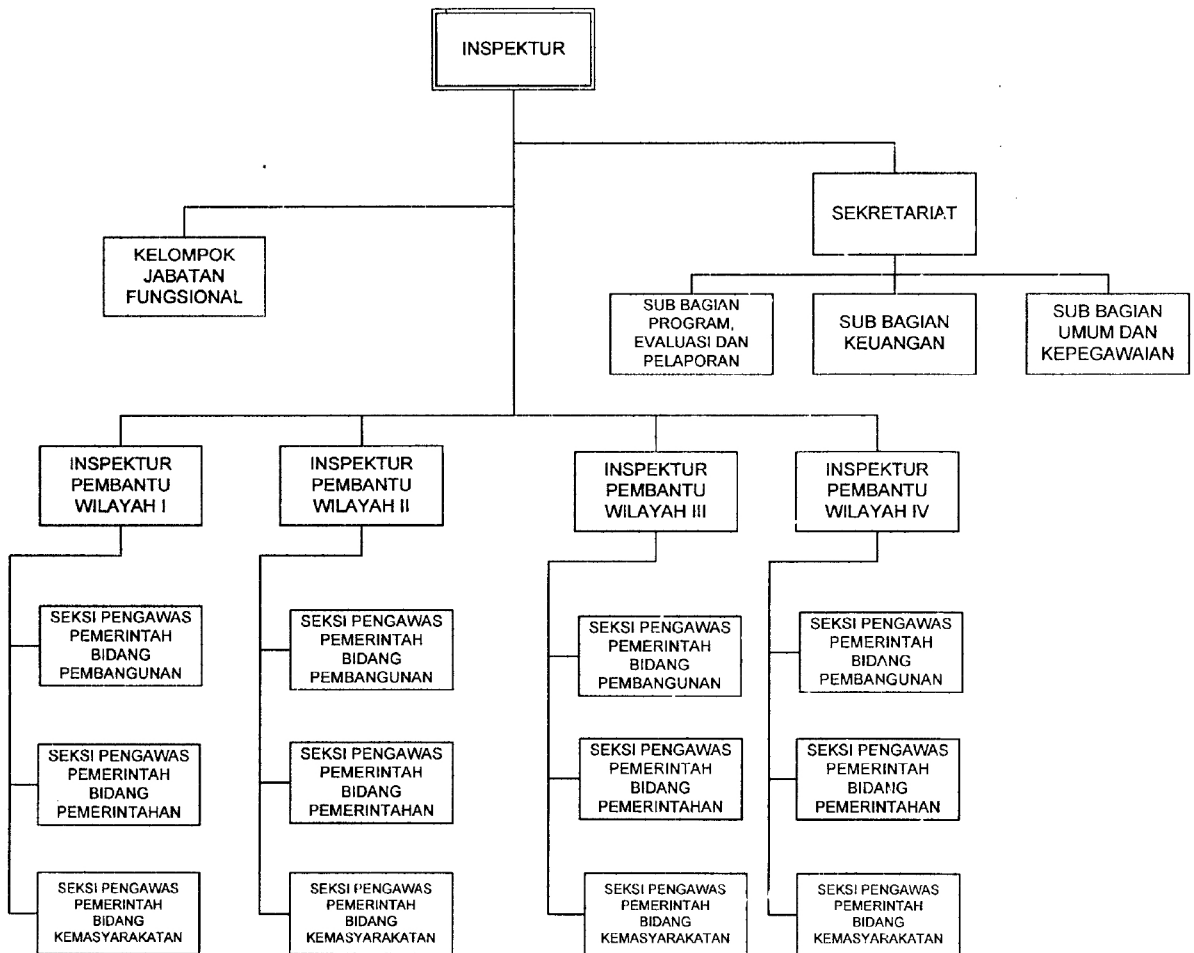 INSPEKTUR
SEKRETARIAT
KELOMPOK
JABATAN
FUNGSIONAL
SUB BAGIAN
PROGRAM,
EVALUASI DAN
PELAPORAN
SUB BAGIAN
KEUANGAN
SUB BAGIAN
UMUM DAN
KEPEGAWAIAN
INSPEKTUR
PEMBANTU
WILAYAH I
INSPEKTUR
PEMBANTU
WILAYAH II
INSPEKTUR
PEMBANTU
WILAYAH III
INSPEKTUR
PEMBANTU
WILAYAH IV
SEKSI PENGAWAS
PEMERINTAH
BIDANG
PEMBANGUNAN
SEKSI PENGAWAS
PEMERINTAH
BIDANG
PEMBANGUNAN
SEKSI PENGAWAS
PEMERINTAH
BIDANG
PEMBANGUNAN
SEKSI PENGAWAS
PEMERINTAH
BIDANG
PEMBANGUNAN
SEKSI PENGAWAS
PEMERINTAH
BIDANG
PEMERINTAHAN
SEKSI PENGAWAS
PEMERINTAH
BIDANG
PEMERINTAHAN
SEKSI PENGAWAS
PEMERINTAH
BIDANG
PEMERINTAHAN
SEKSI PENGAWAS
PEMERINTAH
BIDANG
PEMERINTAHAN
SEKSI PENGAWAS
PEMERINTAH
BIDANG
KEMASYARAKATAN
SEKSI PENGAWAS
PEMERINTAH
BIDANG
KEMASYARAKATAN
SEKSI PENGAWAS
PEMERINTAH
BIDANG
KEMASYARAKATAN
SEKSI PENGAWAS
PEMERINTAH
BIDANG
KEMASYARAKATAN